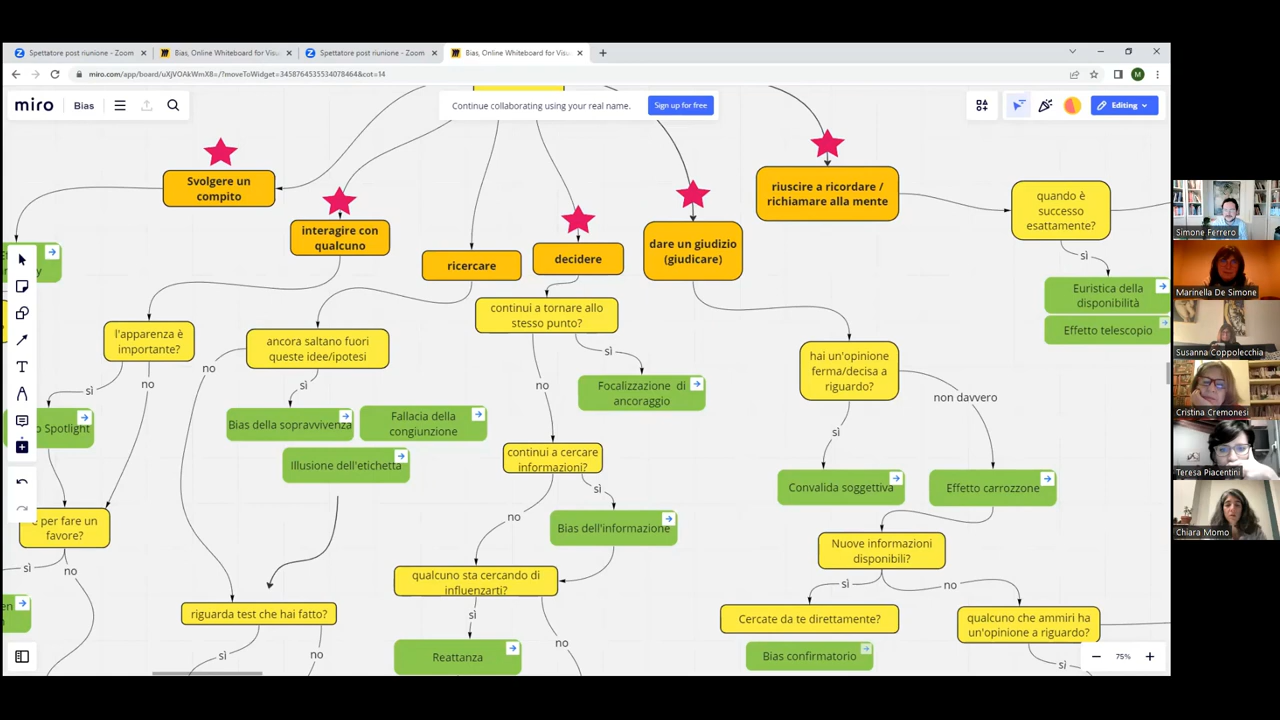 Spettatore post riunione - Zoom
Bias, Online Whiteboard for Visu
Spettatore post riunione - Zoom
Bias, Online Whiteboard for Visu
miro.com/app/board/uXjVOAkWmX8=/?moveToWidget=3458764535534078464&cot=14
miro
Bias
Continue collaborating using your real name.
Sign up for free
Editing
Svolgere un
compito
interagire con
qualcuno
ricercare
decidere
dare un giudizio
(giudicare)
riuscire a ricordare /
richiamare alla mente
quando è
successo
esattamente?
sì
Euristica della
disponibilità
Effetto telescopio
l'apparenza è
importante?
sì
no
Spotlight
è per fare un
favore?
sì
no
ancora saltano fuori
queste idee/ipotesi
no
sì
Bias della sopravvivenza
Fallacia della
congiunzione
Illusione dell'etichetta
riguarda test che hai fatto?
sì
no
continui a tornare allo
stesso punto?
sì
no
Focalizzazione di
ancoraggio
continui a cercare
informazioni?
sì
no
Bias dell'informazione
qualcuno sta cercando di
influenzarti?
sì
no
Reattanza
hai un'opinione
ferma/decisa a
riguardo?
non davvero
sì
Convalida soggettiva
Effetto carrozzone
Nuove informazioni
disponibili?
sì
no
Cercate da te direttamente?
Bias confirmatorio
qualcuno che ammiri ha
un'opinione a riguardo?
sì
75%
Simone Ferrero
Marinella De Simone
Susanna Coppolecchia
Cristina Cremonesi
Teresa Piacentini
Chiara Momo